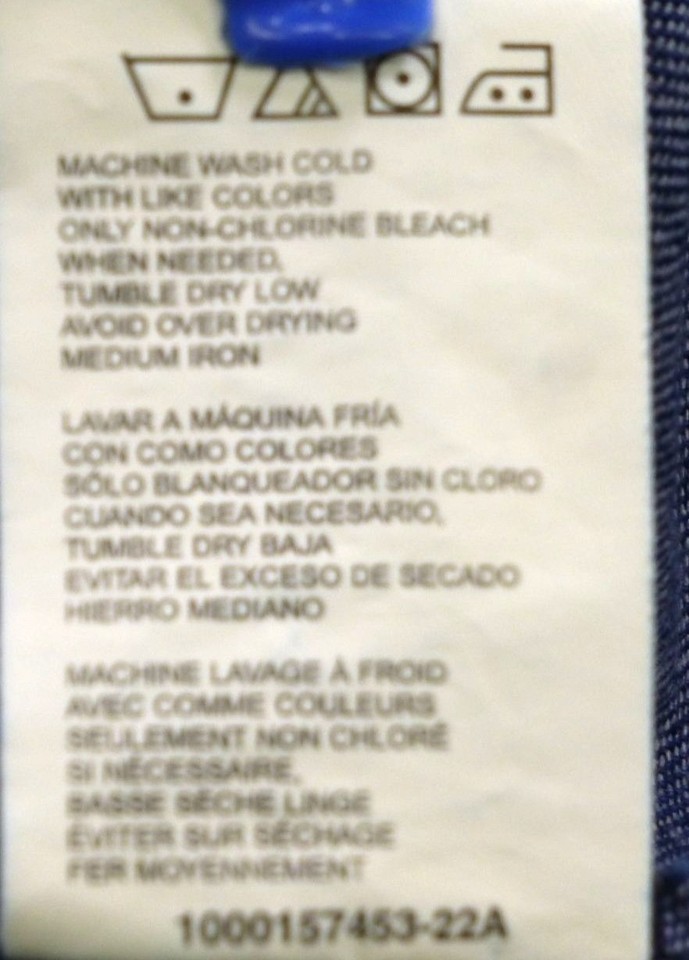 MACHINE WASH COLD
WITH LIKE COLORS
ONLY NON-CHLORINE BLEACH
WHEN NEEDED,
TUMBLE DRY LOW
AVOID OVER DRYING
MEDIUM IRON
LAVAR A MÁQUINA FRÍA
CON COMO COLORES
SÓLO BLANQUEADOR SIN CLORO
CUANDO SEA NECESARIO,
TUMBLE DRY BAJA
EVITAR EL EXCESO DE SECADO
HIERRO MEDIANO
MACHINE LAVAGE À FROID
AVEC COMME COULEURS
SEULEMENT NON CHLORÉ
SI NÉCESSAIRE,
BASSE SÈCHE LINGE
ÉVITER SUR SÉCHAGE
FER MOYENNEMENT
1000157453-22A